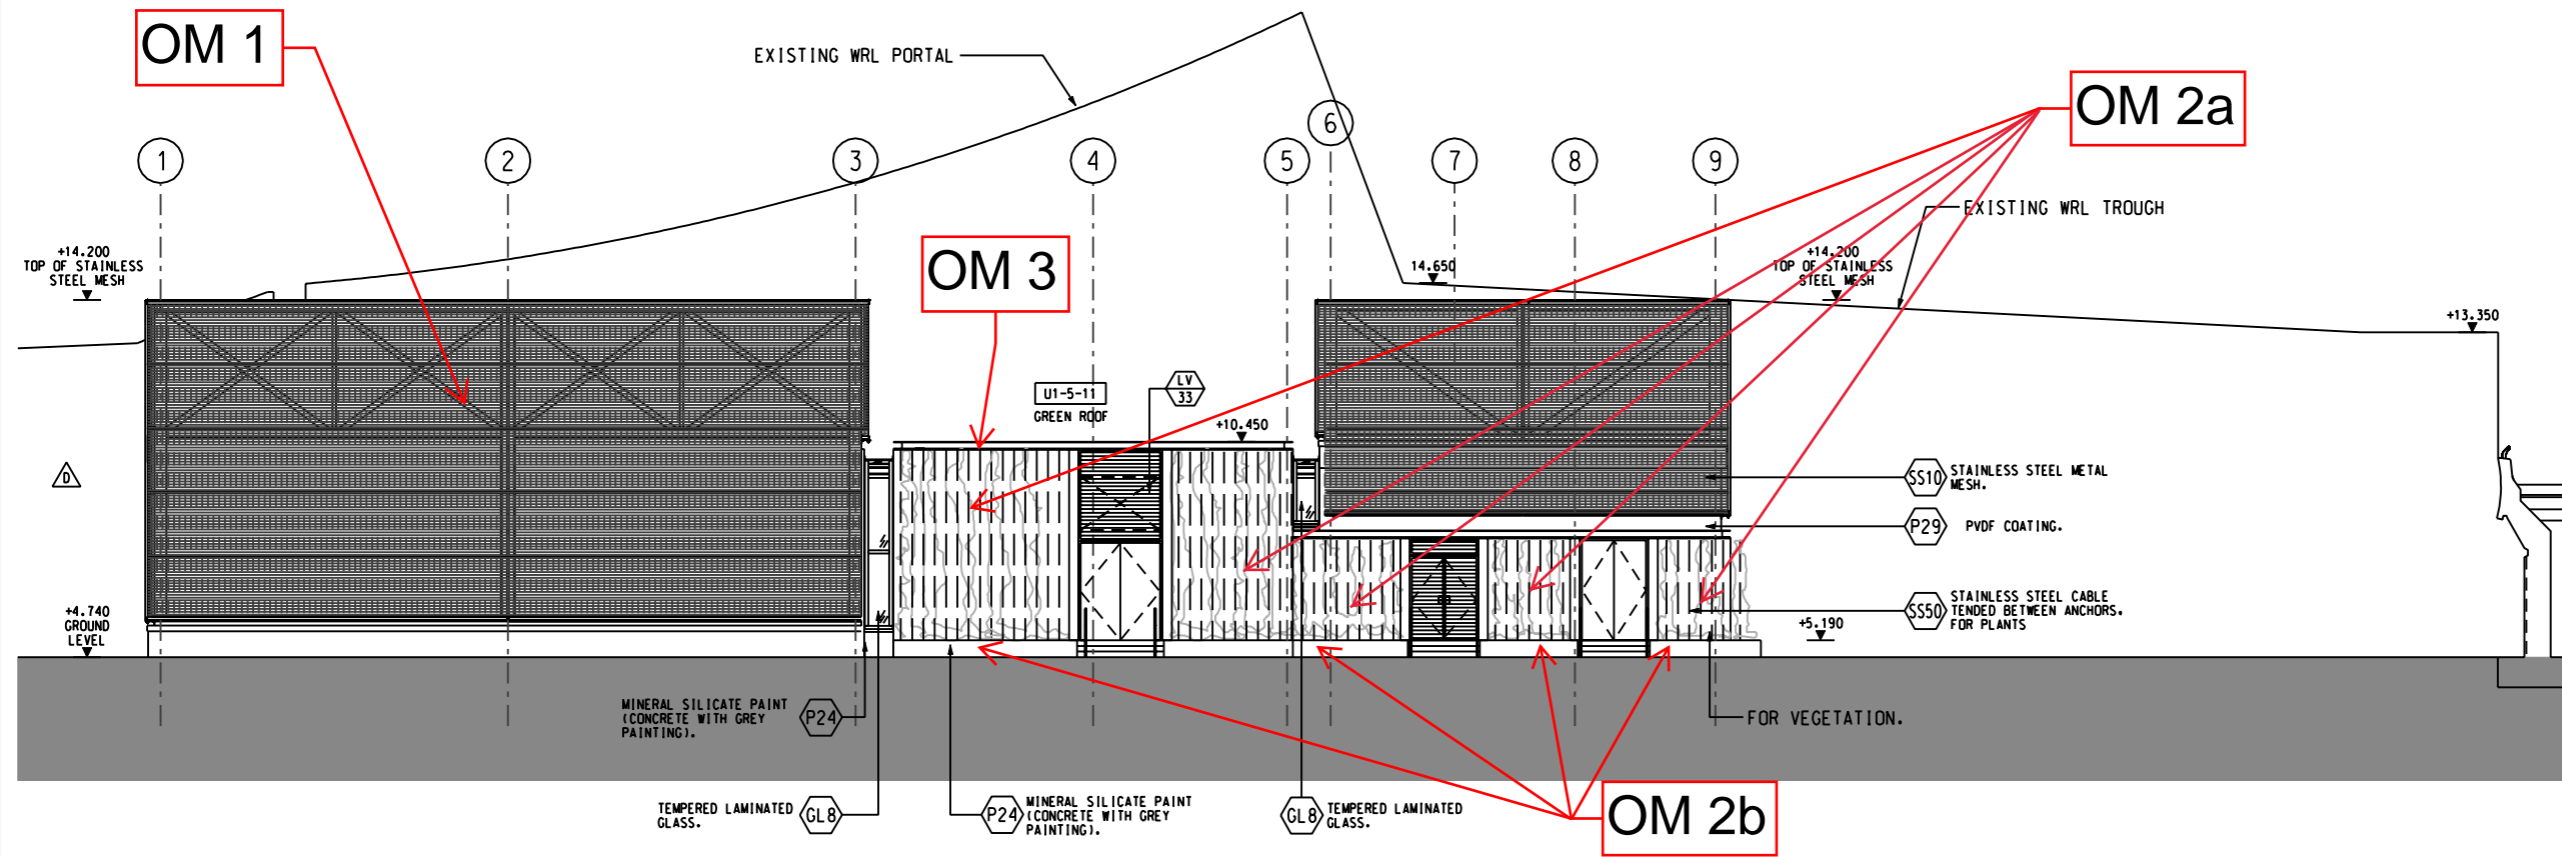 OM 1
EXISTING WRL PORTAL
OM 2a
1
2
3
4
5
6
7
8
9
EXISTING WRL TROUGH
+14.200
TOP OF STAINLESS
STEEL MESH
OM 3
14.650
+14.200
TOP OF STAINLESS
STEEL MESH
+13.350
U1-5-11
GREEN ROOF
LV
33
+10.450
D
SS10
STAINLESS STEEL METAL
MESH.
P29
PVDF COATING.
SS50
STAINLESS STEEL CABLE
TENDED BETWEEN ANCHORS.
FOR PLANTS
+4.740
GROUND
LEVEL
+5.190
MINERAL SILICATE PAINT
(CONCRETE WITH GREY
PAINTING).
P24
FOR VEGETATION.
TEMPERED LAMINATED
GLASS.
GL8
P24
MINERAL SILICATE PAINT
(CONCRETE WITH GREY
PAINTING).
GL8
TEMPERED LAMINATED
GLASS.
OM 2b